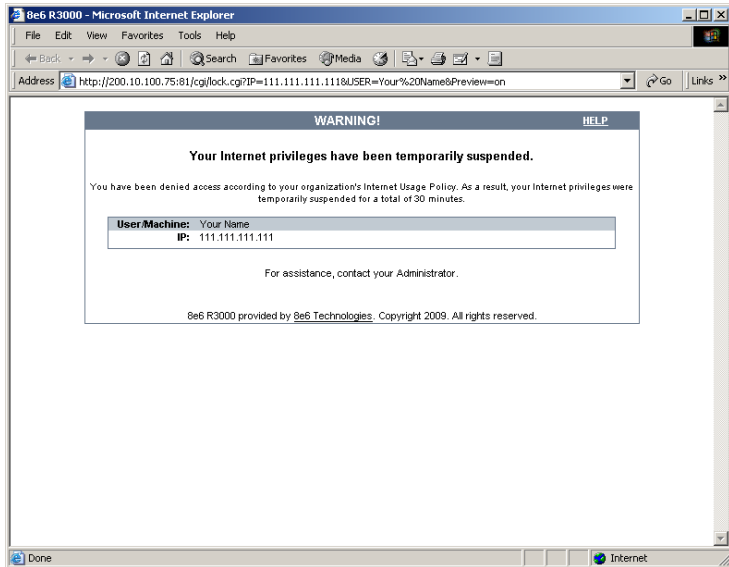 8e6 R3000 - Microsoft Internet Explorer
File Edit View Favorites Tools Help
Back Search Favorites Media
Address http://200.10.100.75:81/cgi/lock.cgi?IP=111.111.111.111&USER=Your%20Name&Preview=on Go Links »
WARNING! HELP
Your Internet privileges have been temporarily suspended.
You have been denied access according to your organization's Internet Usage Policy. As a result, your Internet privileges were
temporarily suspended for a total of 30 minutes.
User/Machine: Your Name
IP: 111.111.111.111
For assistance, contact your Administrator.
8e6 R3000 provided by 8e6 Technologies. Copyright 2009. All rights reserved.
Done Internet